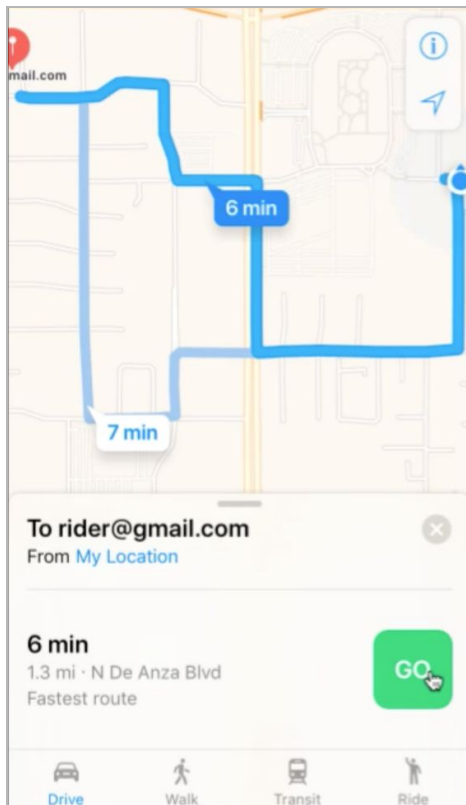 mail.com
6 min
7 min
To rider@gmail.com
From My Location
6 min
1.3 mi · N De Anza Blvd
Fastest route
GO
Drive
Walk
Transit
Ride